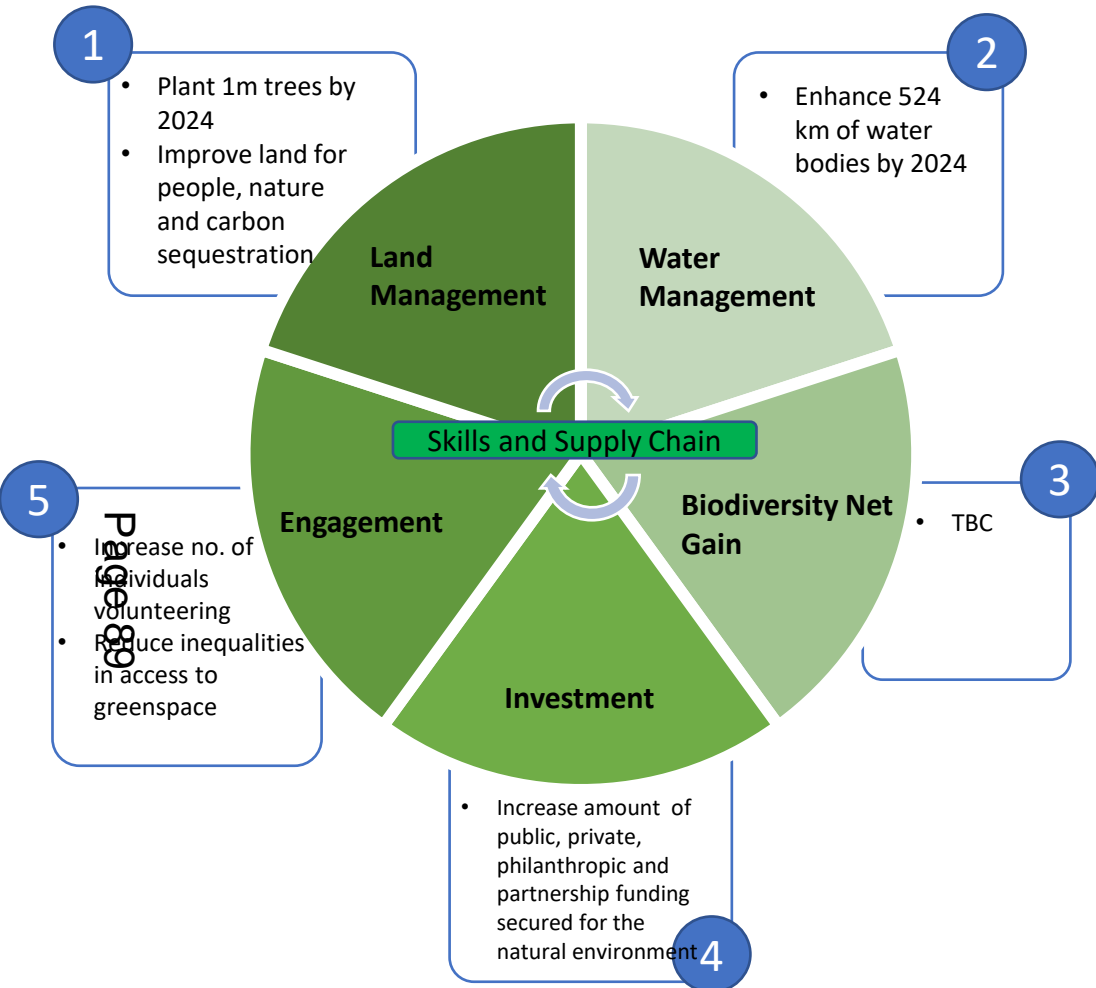 1
• Plant 1m trees by
2024
• Improve land for
people, nature
and carbon
sequestration
2
• Enhance 524
km of water
bodies by 2024
Land
Management
Water
Management
Skills and Supply Chain
Engagement
Biodiversity Net
Gain
Investment
3
• TBC
5
• Increase no. of
individuals
volunteering
• Reduce inequalities
in access to
greenspace
Page 89
• Increase amount of
public, private,
philanthropic and
partnership funding
secured for the
natural environment
4